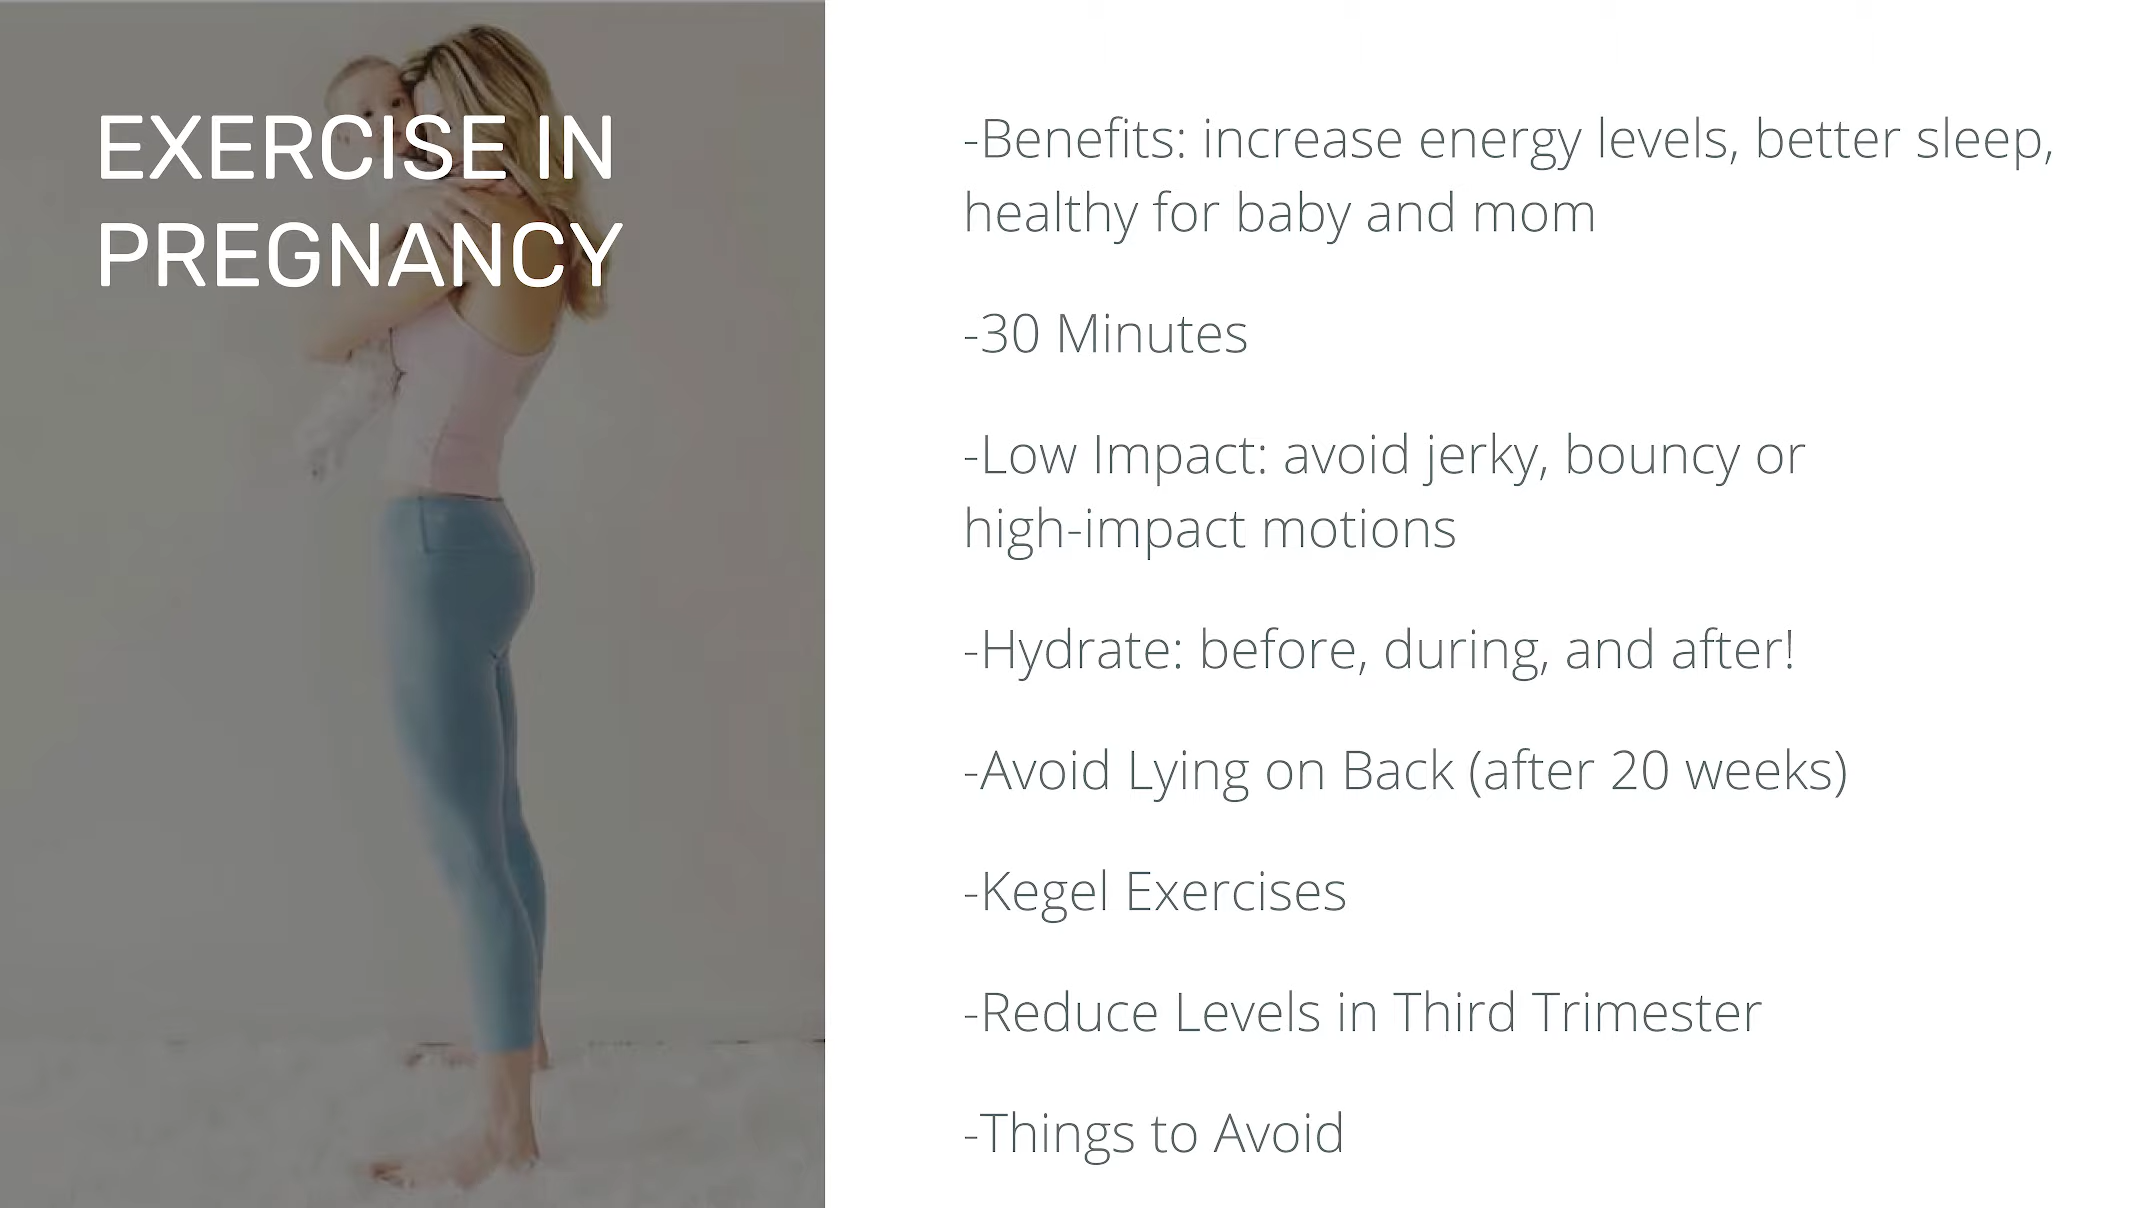 EXERCISE IN
PREGNANCY
-Benefits: increase energy levels, better sleep,
healthy for baby and mom
-30 Minutes
-Low Impact: avoid jerky, bouncy or
high-impact motions
-Hydrate: before, during, and after!
-Avoid Lying on Back (after 20 weeks)
-Kegel Exercises
-Reduce Levels in Third Trimester
-Things to Avoid